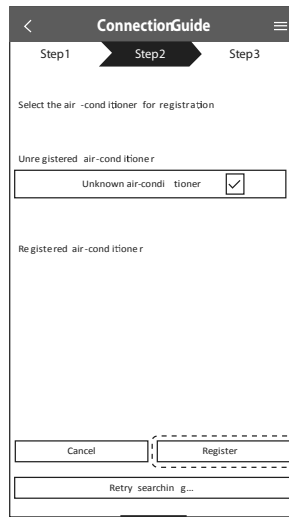 ConnectionGuide
Step1 Step2 Step3
Select the air -cond itioner for registration
Unre gistered air-cond itione r
Unknown air-condi tioner
Re gistered air-cond itione r
Cancel Register
Retry searchin g...